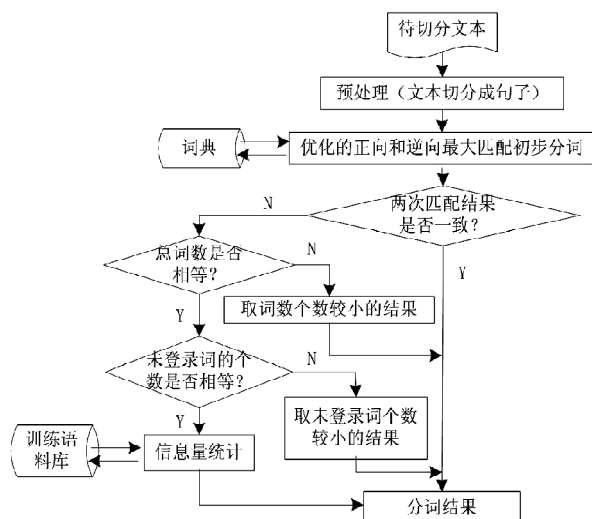 待切分文本
预处理（文本切分成句子）
词典
优化的正向和逆向最大匹配初步分词
两次匹配结果
是否一致？
N
Y
总词数是否
相等？
N
Y
取词数个数较小的结果
未登录词的个
数是否相等？
N
Y
取未登录词个数
较小的结果
训练语
料库
信息量统计
分词结果